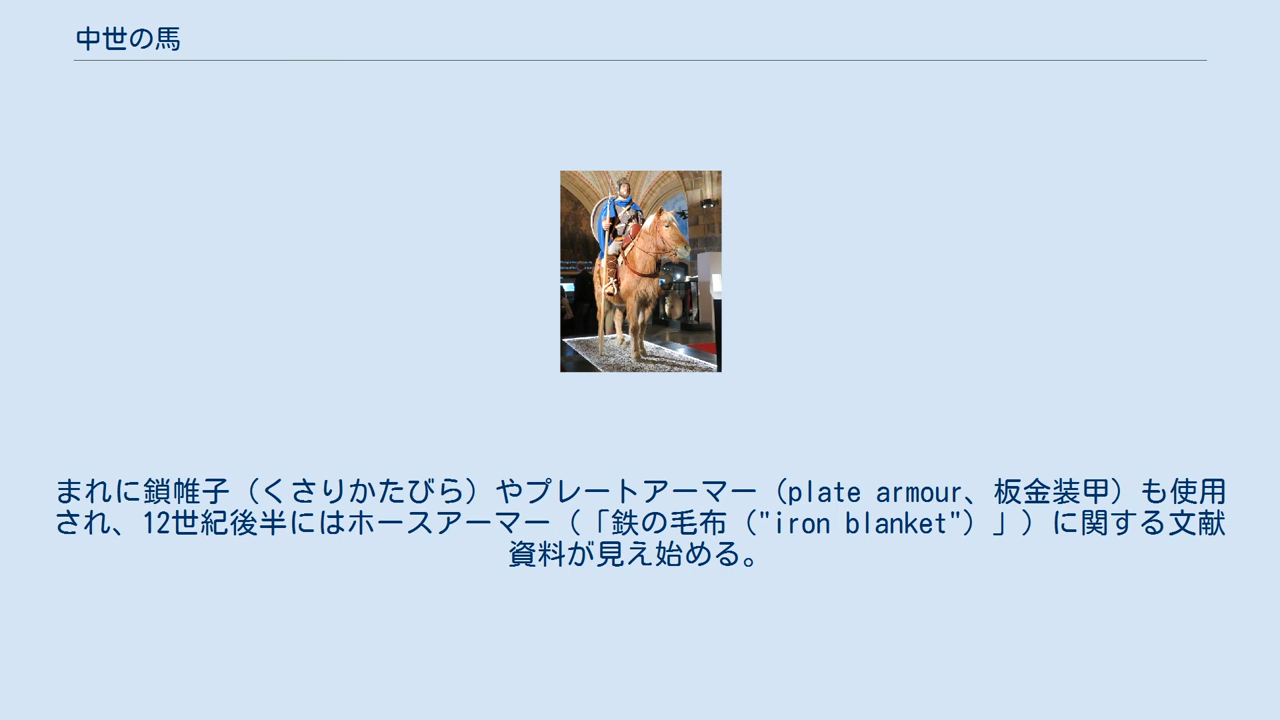 中世の馬
まれに鎖帷子（くさりかたびら）やプレートアーマー（plate armour、板金装甲）も使用
され、12世紀後半にはホースアーマー（「鉄の毛布（"iron blanket"）」）に関する文献
資料が見え始める。